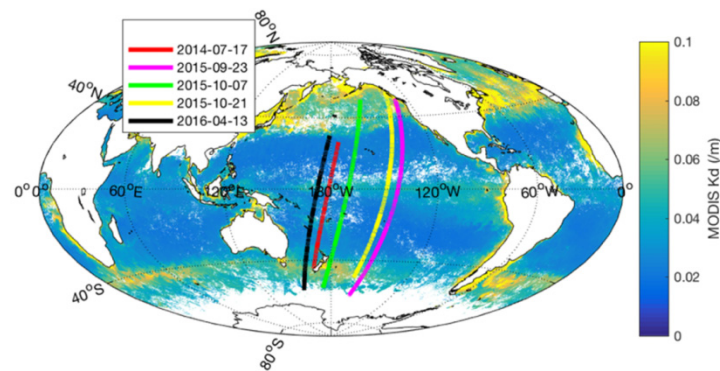 80°N
2014-07-17
2015-09-23
2015-10-07
2015-10-21
2016-04-13
40°N
0° 0°
60°E
120°E
180°W
120°W
60°W
0°
40°S
80°S
0.1
0.08
0.06
0.04
0.02
0
MODIS Kd (/m)